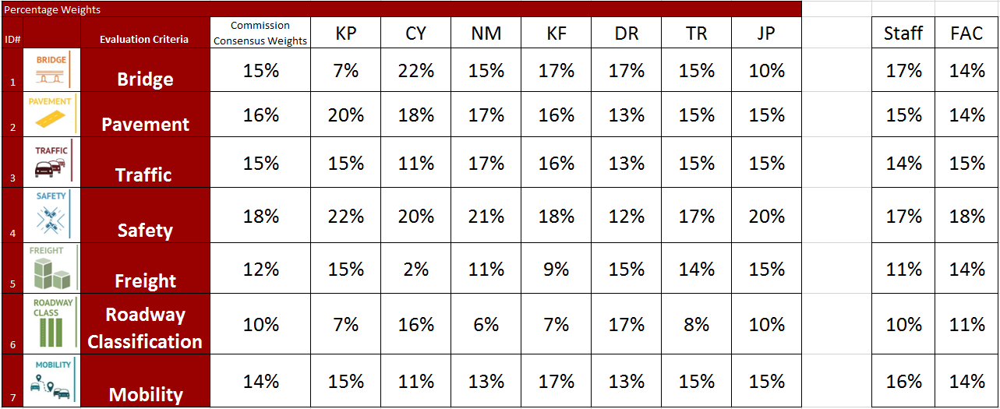 Percentage Weights
ID# Evaluation Criteria Commission Consensus Weights KP CY NM KF DR TR JP Staff FAC
1 BRIDGE Bridge 15% 7% 22% 15% 17% 17% 15% 10% 17% 14%
2 PAVEMENT Pavement 16% 20% 18% 17% 16% 13% 15% 15% 15% 14%
3 TRAFFIC Traffic 15% 15% 11% 17% 16% 13% 15% 15% 14% 15%
4 SAFETY Safety 18% 22% 20% 21% 18% 12% 17% 20% 17% 18%
5 FREIGHT Freight 12% 15% 2% 11% 9% 15% 14% 15% 11% 14%
6 ROADWAY CLASS Roadway Classification 10% 7% 16% 6% 7% 17% 8% 10% 10% 11%
7 MOBILITY Mobility 14% 15% 11% 13% 17% 13% 15% 15% 16% 14%